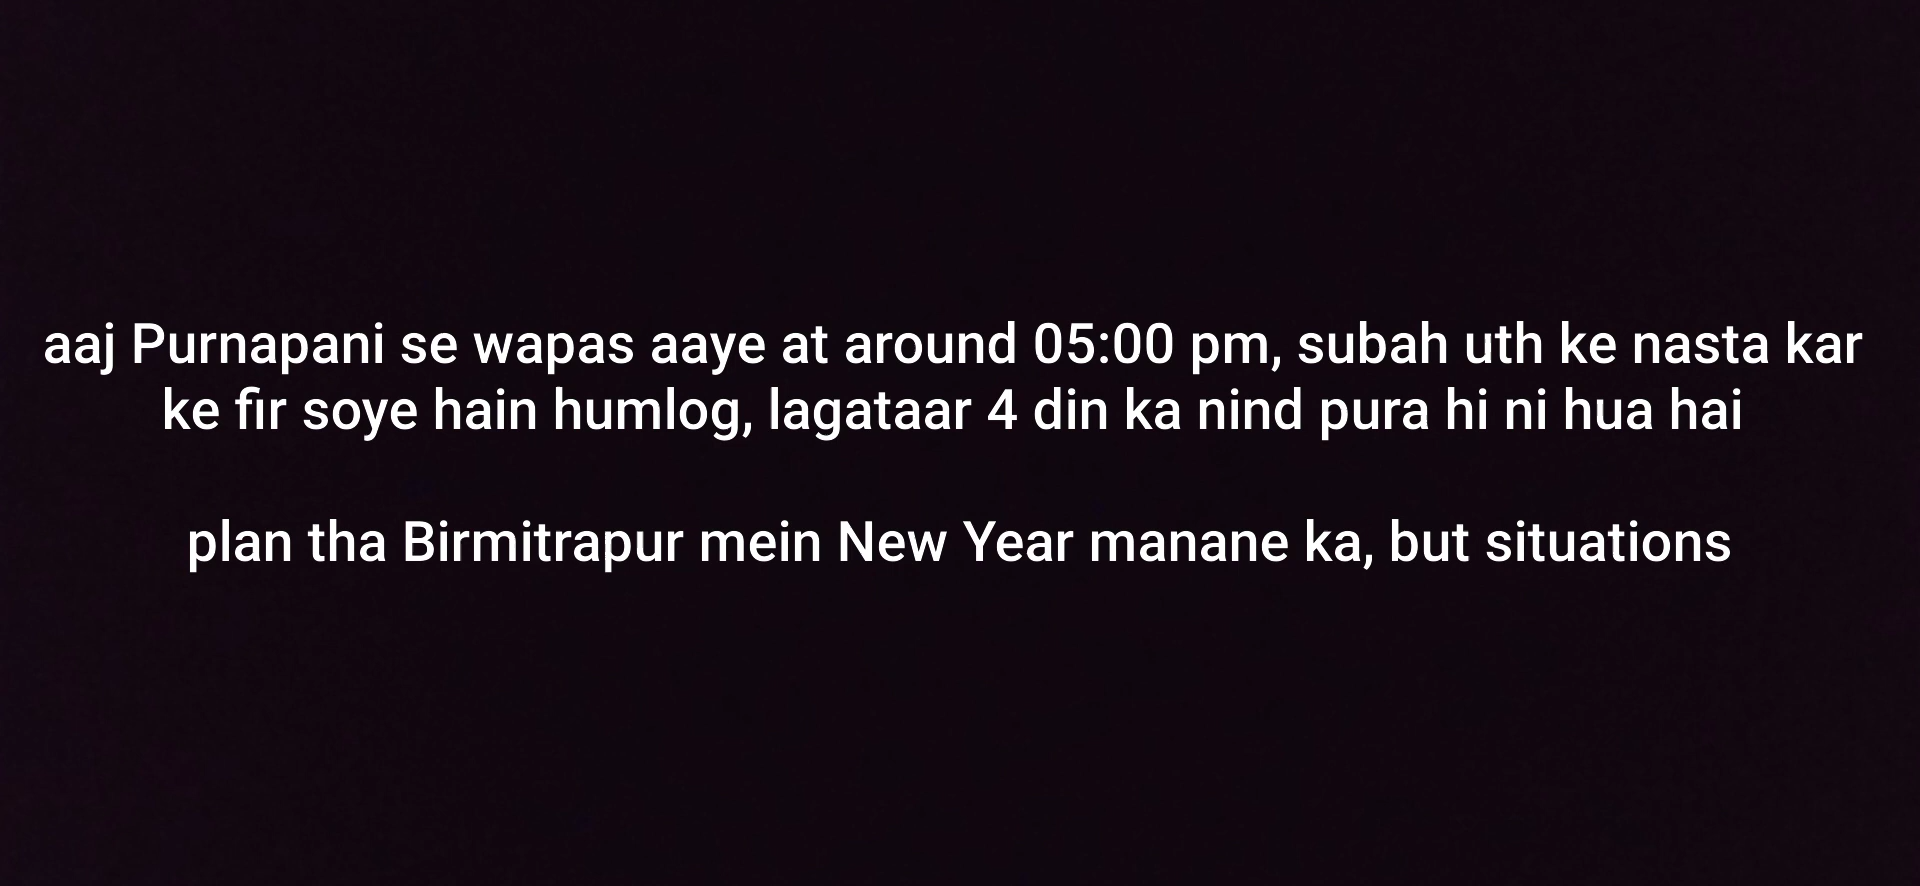 aaj Purnapani se wapas aaye at around 05:00 pm, subah uth ke nasta kar
ke fir soye hain humlog, lagataar 4 din ka nind pura hi ni hua hai
plan tha Birmitrapur mein New Year manane ka, but situations